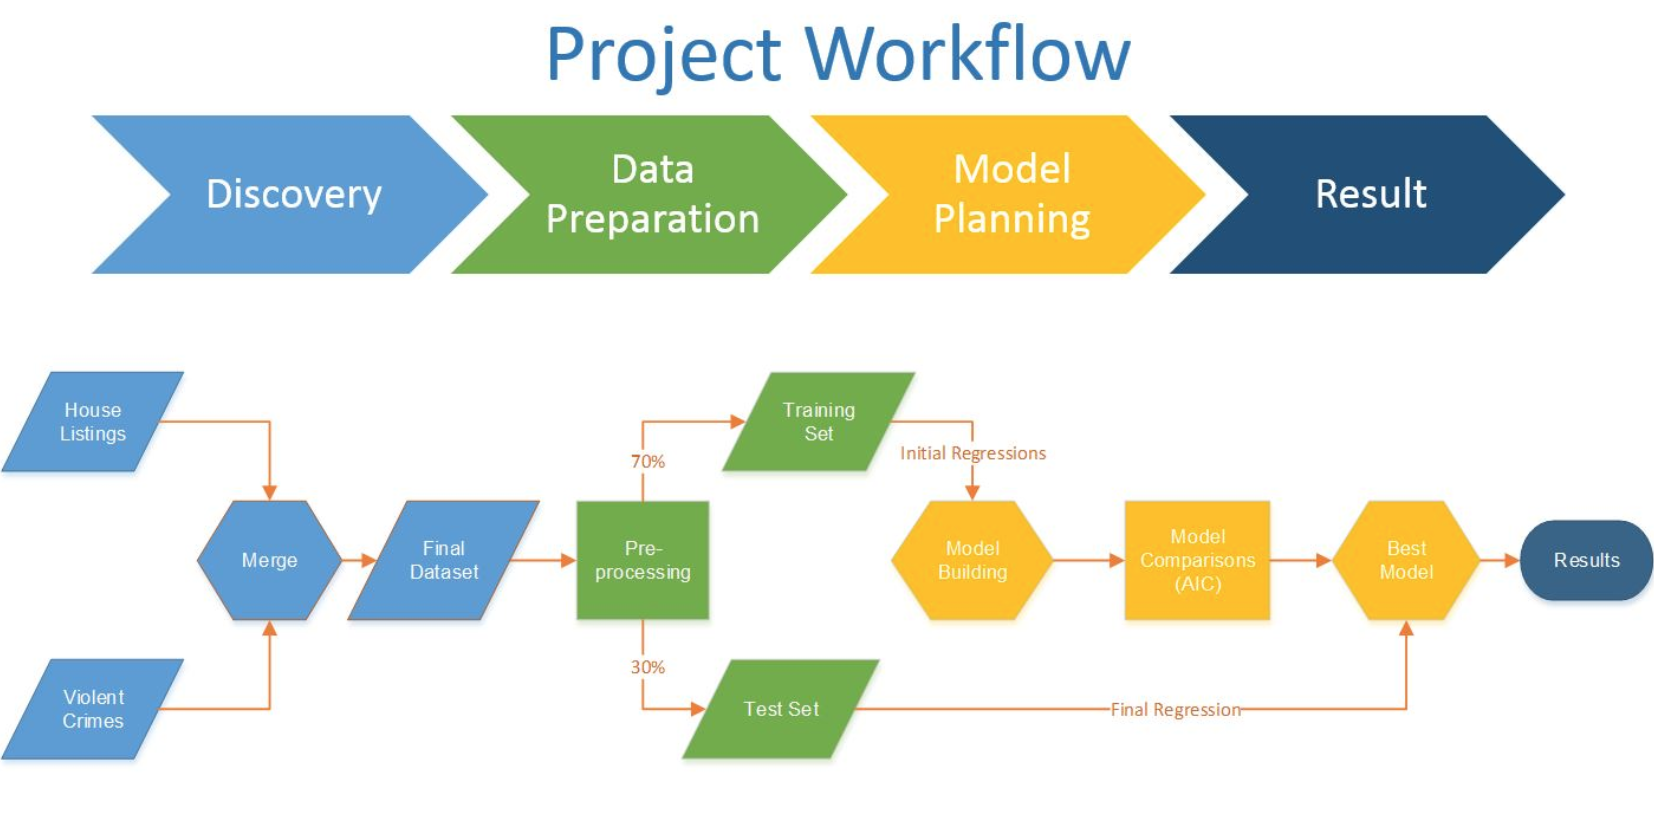 Project Workflow
Discovery
Data
Preparation
Model
Planning
Result
House
Listings
Training
Set
Initial Regressions
70%
Merge
Final
Dataset
Pre-
processing
Model
Building
Model
Comparisons
(AIC)
Best
Model
Results
30%
Violent
Crimes
Test Set
Final Regression